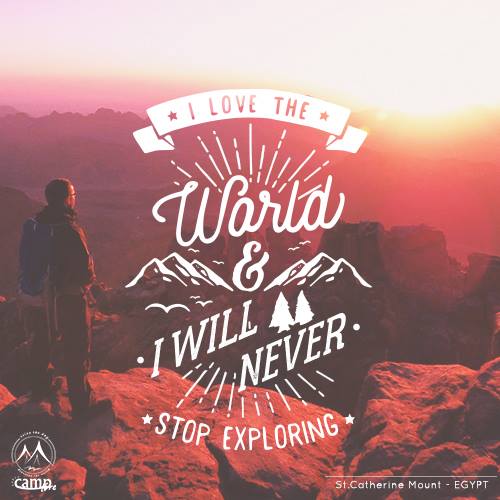 I LOVE THE
World
&
I WILL
NEVER
STOP EXPLORING
camp
St.Catherine Mount - EGYPT